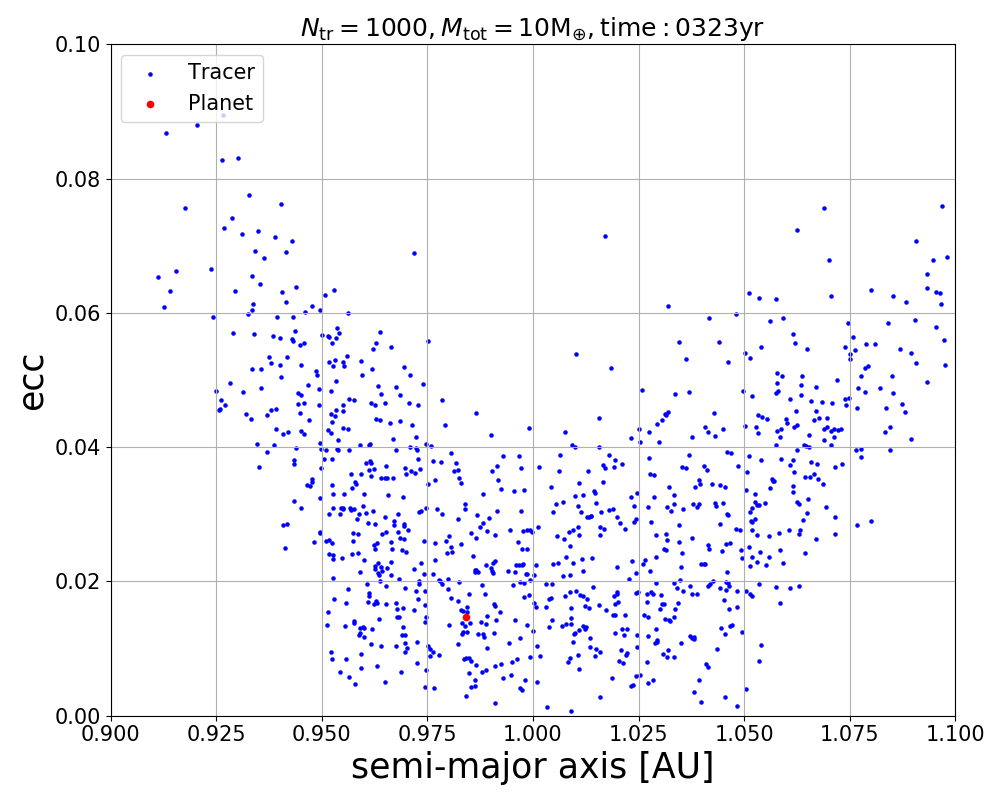 N_tr = 1000, M_tot = 10M_⊕, time : 0323yr
0.10
Tracer
Planet
0.08
0.06
ecc
0.04
0.02
0.00
0.900 0.925 0.950 0.975 1.000 1.025 1.050 1.075 1.100
semi-major axis [AU]